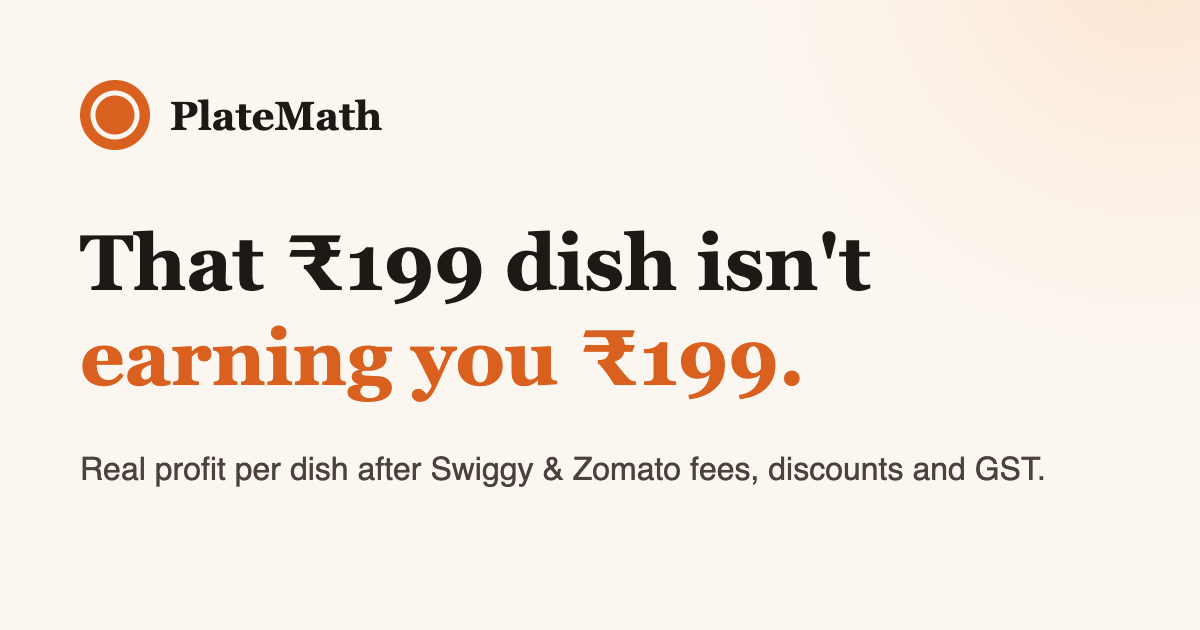 PlateMath
That ₹199 dish isn't
earning you ₹199.
Real profit per dish after Swiggy & Zomato fees, discounts and GST.